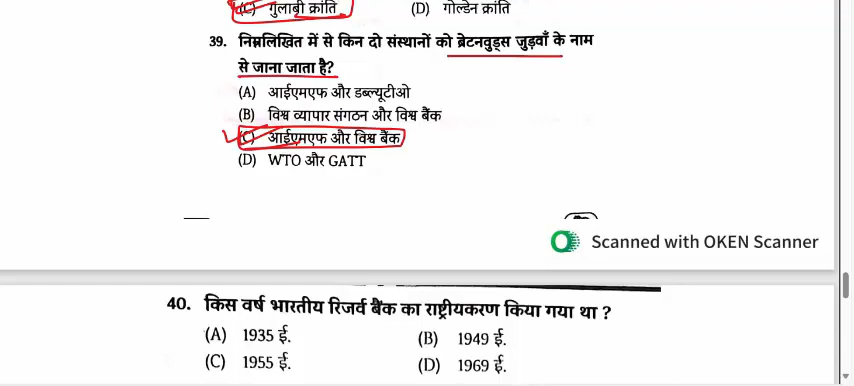 (C) गुलाबी क्रांति (D) गोल्डेन क्रांति
39. निम्नलिखित में से किन दो संस्थानों को ब्रेटनवुड्स जुड़वाँ के नाम
से जाना जाता है?
(A) आईएमएफ और डब्ल्यूटीओ
(B) विश्व व्यापार संगठन और विश्व बैंक
(C) आईएमएफ और विश्व बैंक
(D) WTO और GATT
Scanned with OKEN Scanner
40. किस वर्ष भारतीय रिजर्व बैंक का राष्ट्रीयकरण किया गया था ?
(A) 1935 ई. (B) 1949 ई.
(C) 1955 ई. (D) 1969 ई.